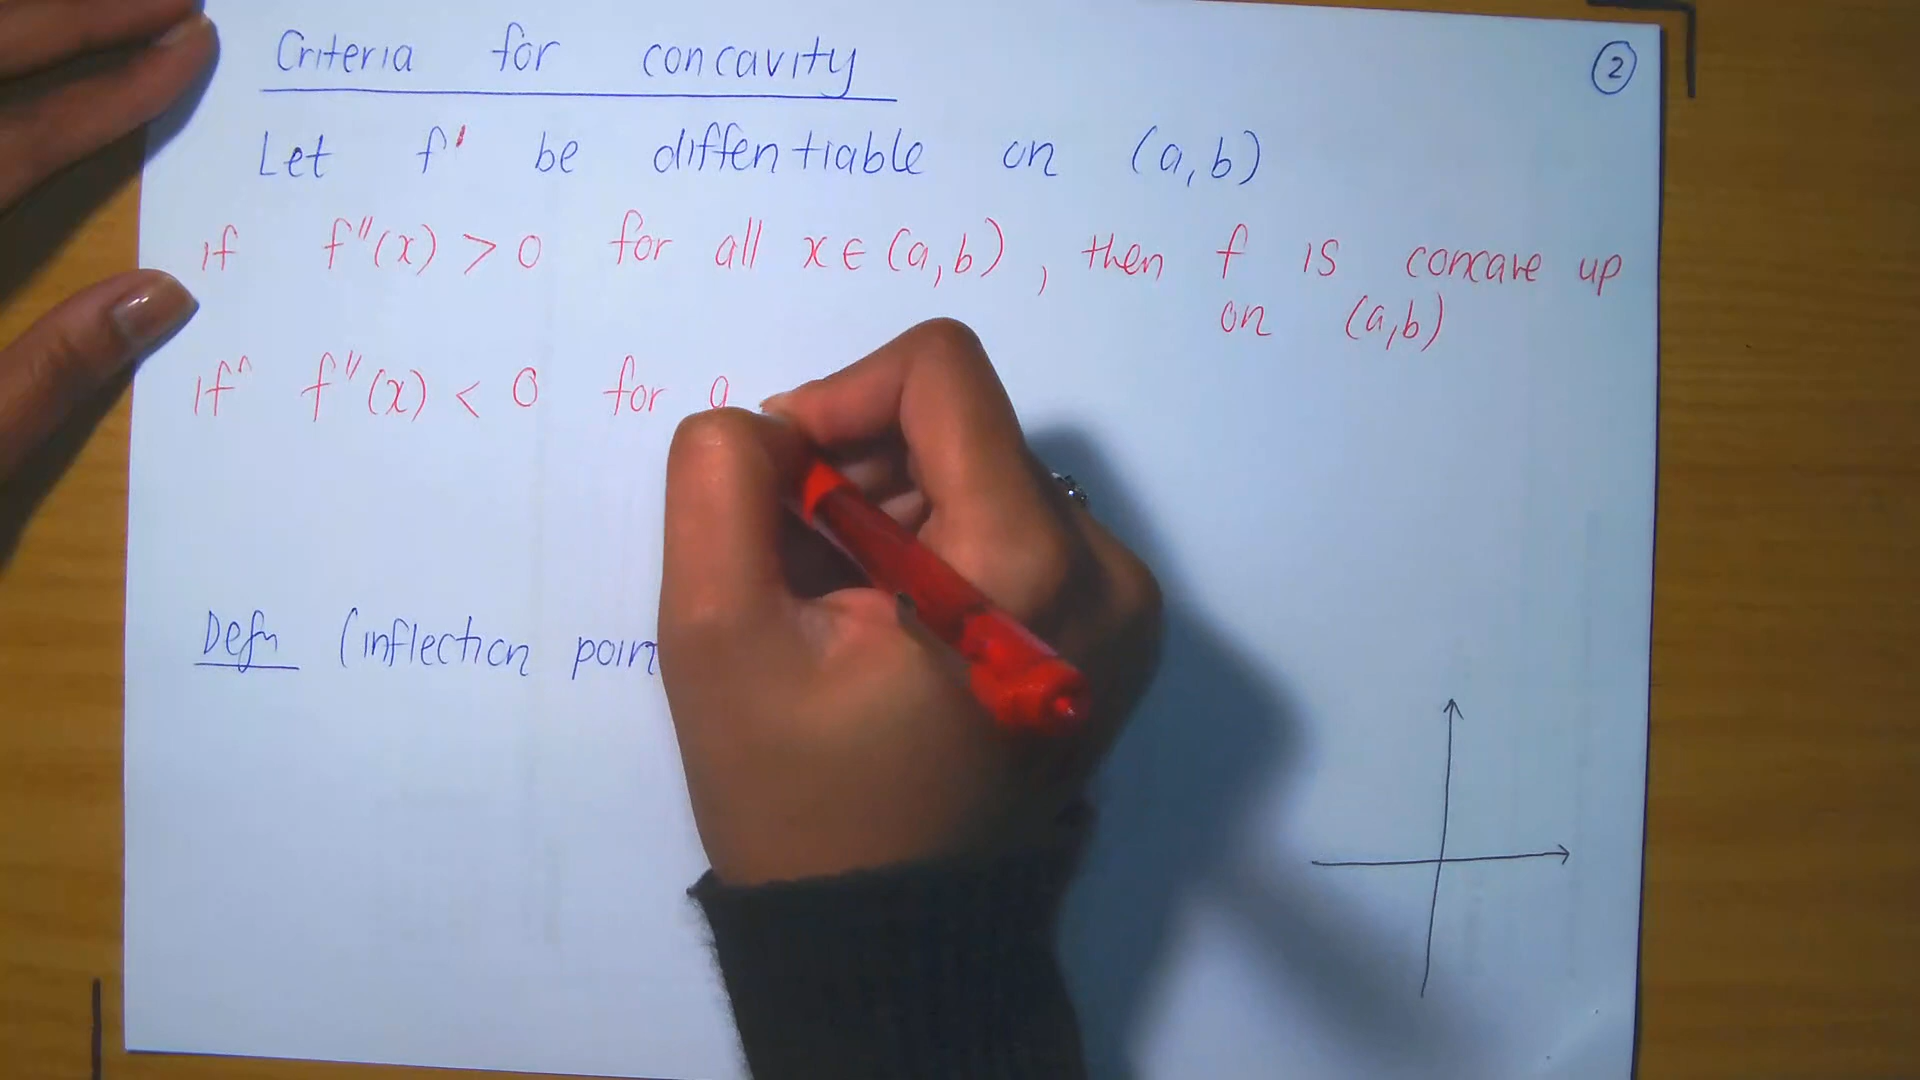 Criteria for concavity
2
Let f' be diffentiable on (a,b)
If f''(x) > 0 for all x ∈ (a,b), then f is concave up
on (a,b)
If f''(x) < 0 for a
Defn (inflection poin